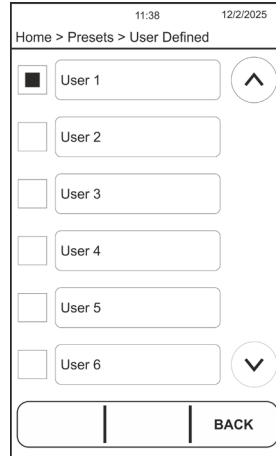 11:38 12/2/2025
Home > Presets > User Defined
User 1
User 2
User 3
User 4
User 5
User 6
BACK